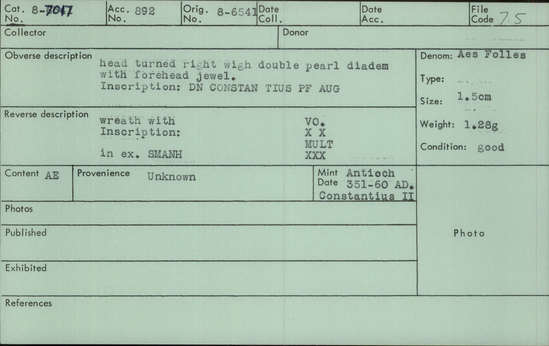 Cat. No. 8- Acc. No. 892 Orig. No. 8-6541 Date Coll. Date Acc. File Code 7.5
Collector Donor
Obverse description
head turned right wigh double pearl diadem
with forehead jewel.
Inscription: DN CONSTAN TIUS PF AUG
Denom: Aes Folles
Type:
Size: 1.5cm
Weight: 1.28g
Condition: good
Reverse description
wreath with VO.
Inscription: X X
MULT
in ex. SMANH XXX
Content AE Provenience Unknown Mint Antioch
Date 351-60 AD.
Constantius II
Photos
Published
Exhibited
References
Photo